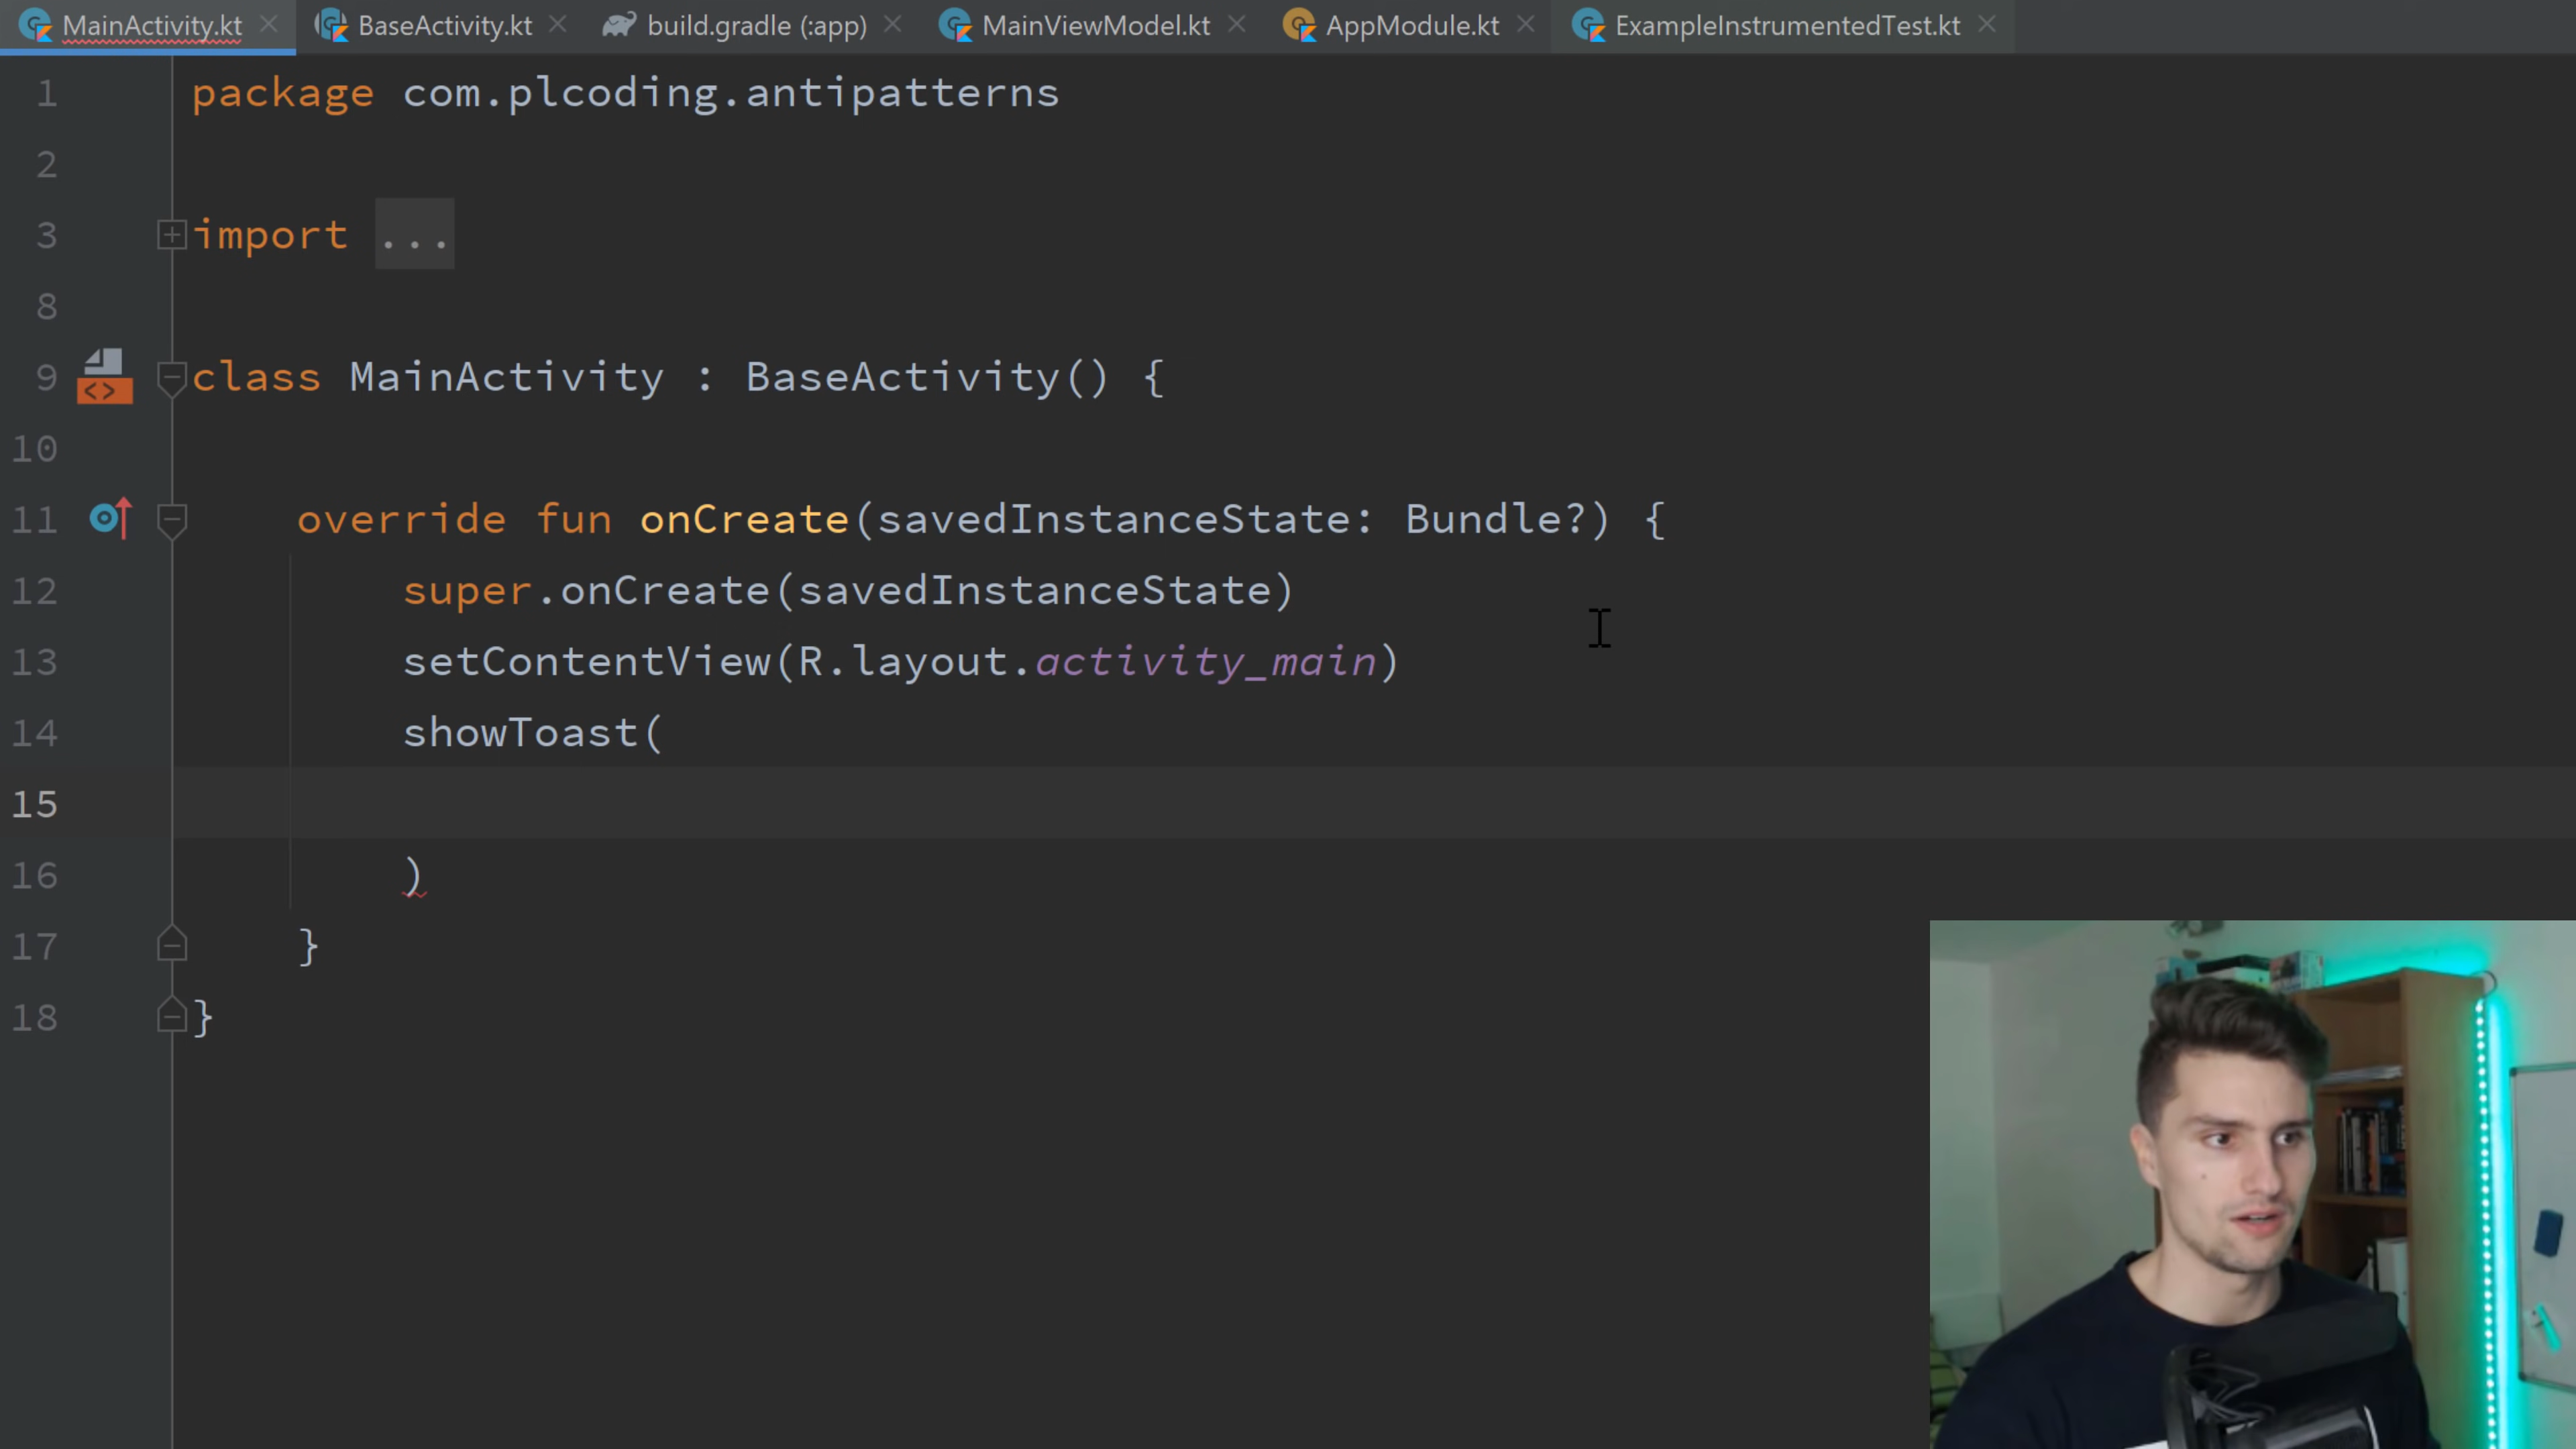 MainActivity.kt BaseActivity.kt build.gradle (:app) MainViewModel.kt AppModule.kt ExampleInstrumentedTest.kt
1 package com.plcoding.antipatterns
2
3 import ...
8
9 class MainActivity : BaseActivity() {
10
11 override fun onCreate(savedInstanceState: Bundle?) {
12 super.onCreate(savedInstanceState)
13 setContentView(R.layout.activity_main)
14 showToast(
15
16 )
17 }
18 }